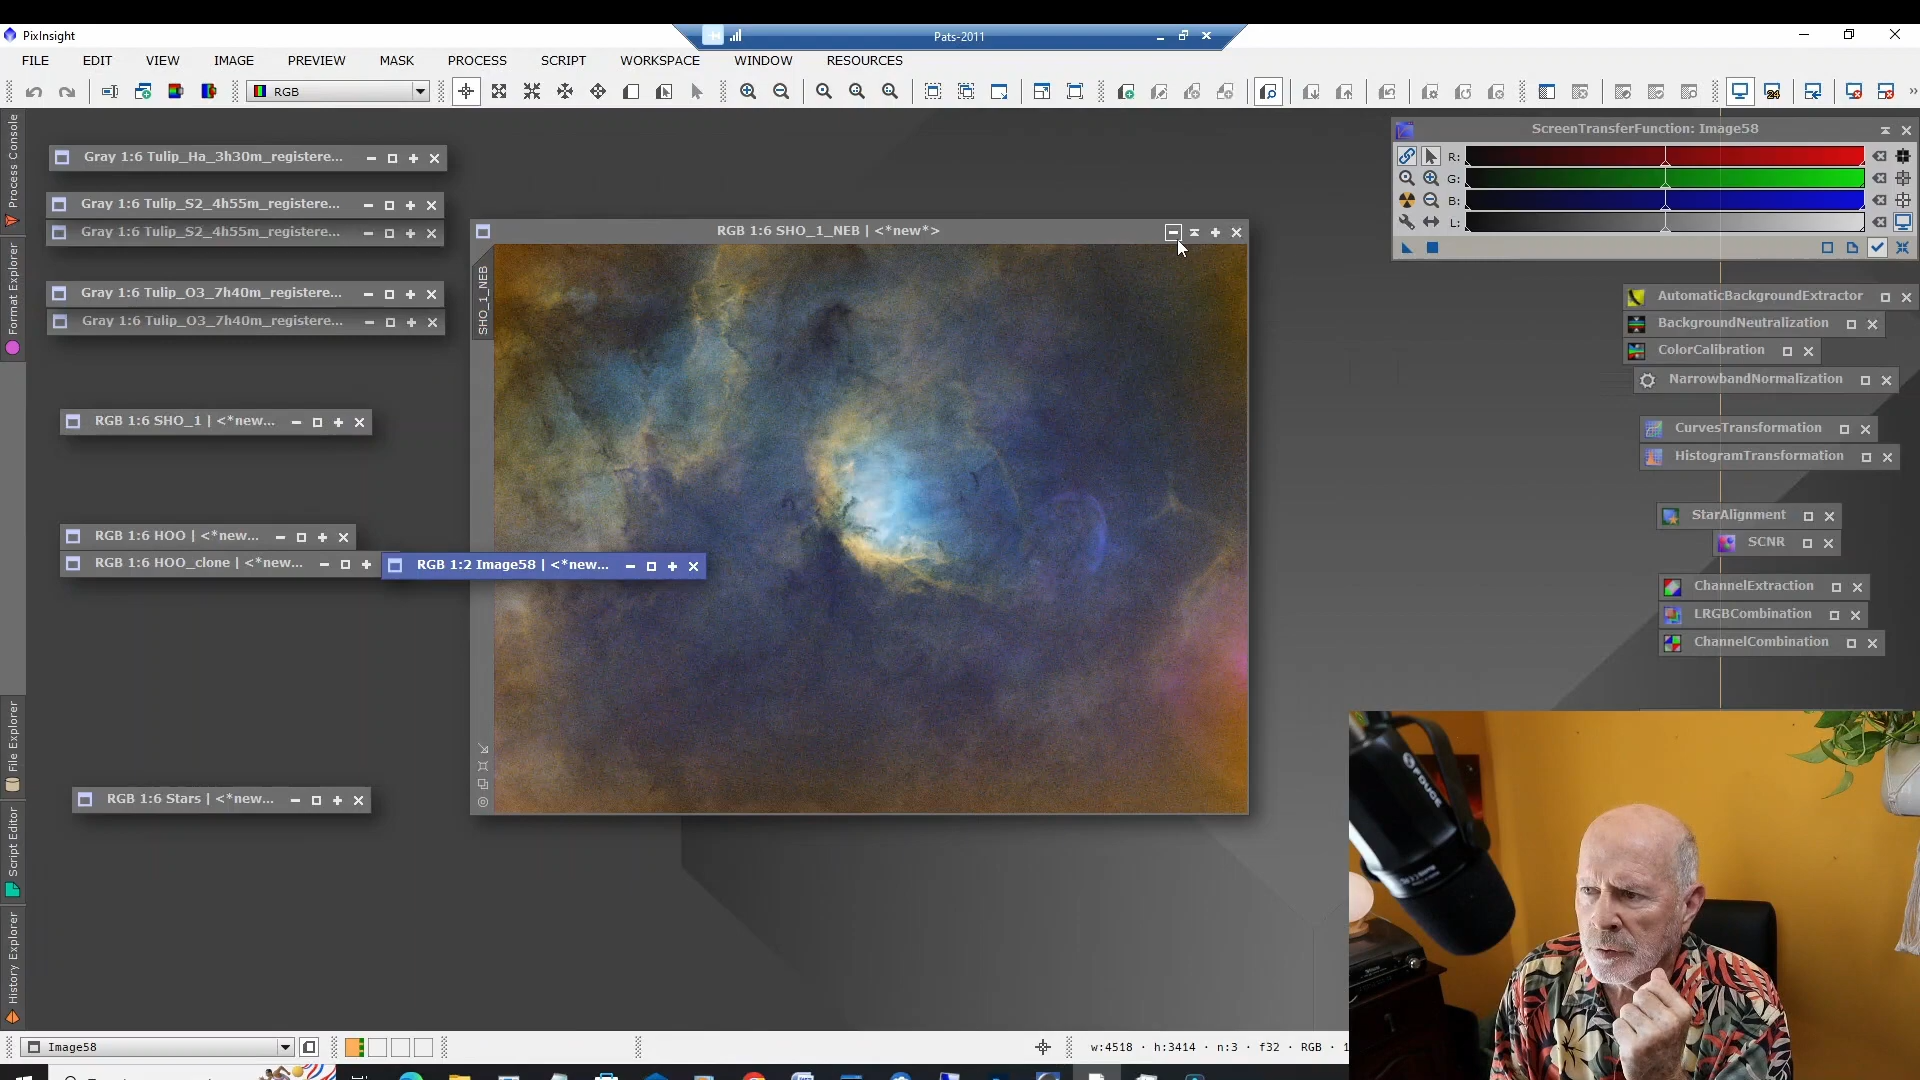 PixInsight
Pats-2011
FILE EDIT VIEW IMAGE PREVIEW MASK PROCESS SCRIPT WORKSPACE WINDOW RESOURCES
RGB
24
Process Console
Format Explorer
File Explorer
Script Editor
History Explorer
Gray 1:6 Tulip_Ha_3h30m_registere...
Gray 1:6 Tulip_S2_4h55m_registere...
Gray 1:6 Tulip_S2_4h55m_registere...
Gray 1:6 Tulip_O3_7h40m_registere...
Gray 1:6 Tulip_O3_7h40m_registere...
RGB 1:6 SHO_1 | <*new...
RGB 1:6 HOO | <*new...
RGB 1:6 HOO_clone | <*new...
RGB 1:2 Image58 | <*new...
RGB 1:6 Stars | <*new...
RGB 1:6 SHO_1_NEB | <*new*>
SHO_1_NEB
ScreenTransferFunction: Image58
R:
G:
B:
L:
AutomaticBackgroundExtractor
BackgroundNeutralization
ColorCalibration
NarrowbandNormalization
CurvesTransformation
HistogramTransformation
StarAlignment
SCNR
ChannelExtraction
LRGBCombination
ChannelCombination
FDUCE
Image58
w:4518 · h:3414 · n:3 · f32 · RGB · 1